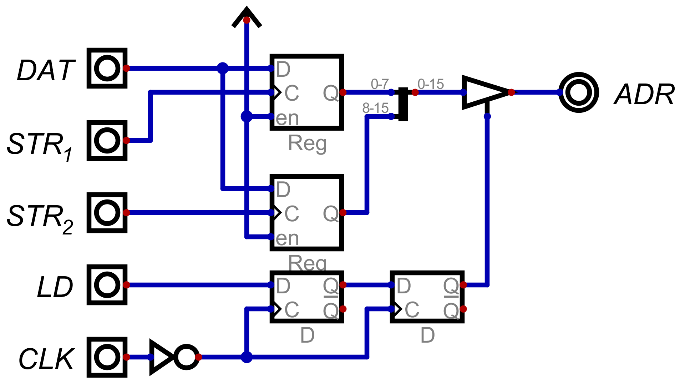 DAT
STR1
STR2
LD
CLK
D
C
en
Q
Reg
D
C
en
Q
Reg
0-7
8-15
0-15
ADR
D
C
Q
Q
D
D
C
Q
Q
D